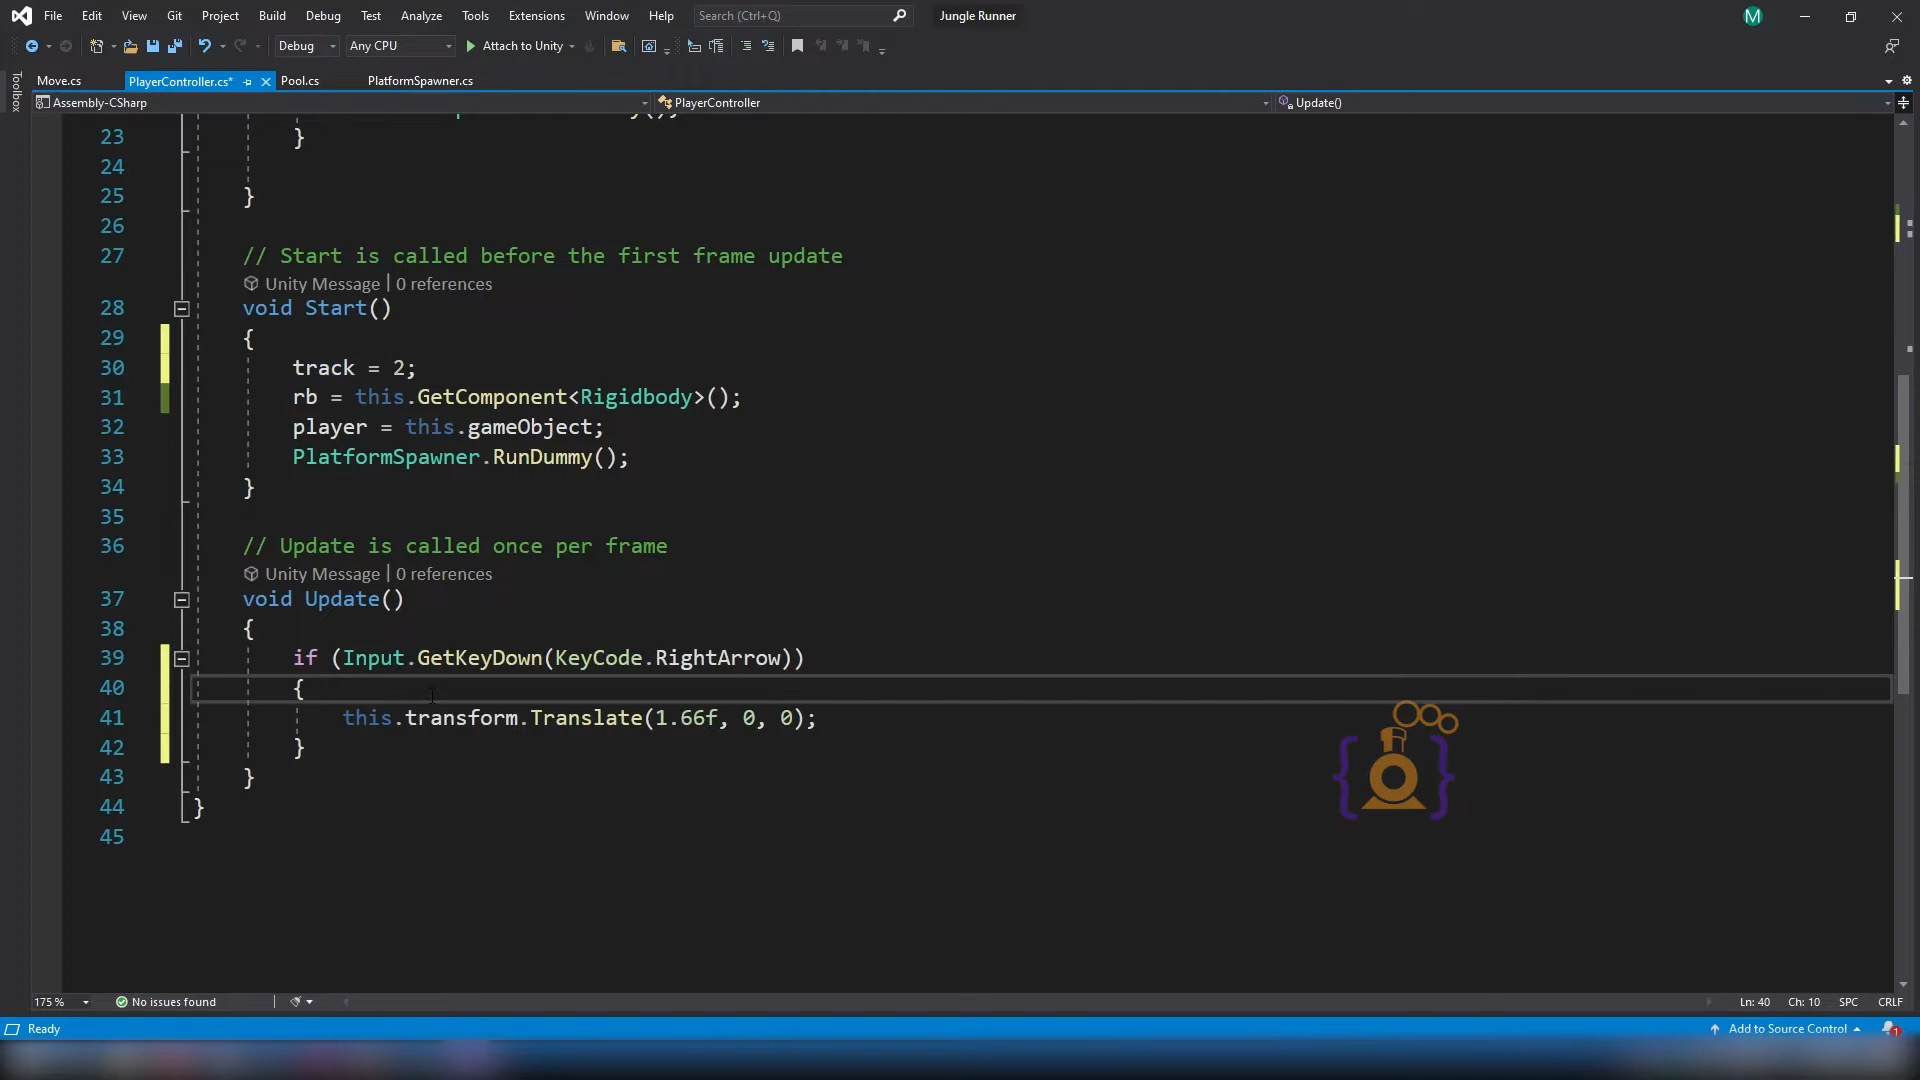 File Edit View Git Project Build Debug Test Analyze Tools Extensions Window Help Search (Ctrl+Q) Jungle Runner M
Debug Any CPU Attach to Unity
Toolbox
Move.cs PlayerController.cs* Pool.cs PlatformSpawner.cs
Assembly-CSharp PlayerController Update()
23 }
24
25 }
26
27 // Start is called before the first frame update
Unity Message | 0 references
28 void Start()
29 {
30 track = 2;
31 rb = this.GetComponent<Rigidbody>();
32 player = this.gameObject;
33 PlatformSpawner.RunDummy();
34 }
35
36 // Update is called once per frame
Unity Message | 0 references
37 void Update()
38 {
39 if (Input.GetKeyDown(KeyCode.RightArrow))
40 {
41 this.transform.Translate(1.66f, 0, 0);
42 }
43 }
44 }
45
175 % No issues found Ln: 40 Ch: 10 SPC CRLF
Ready Add to Source Control 1